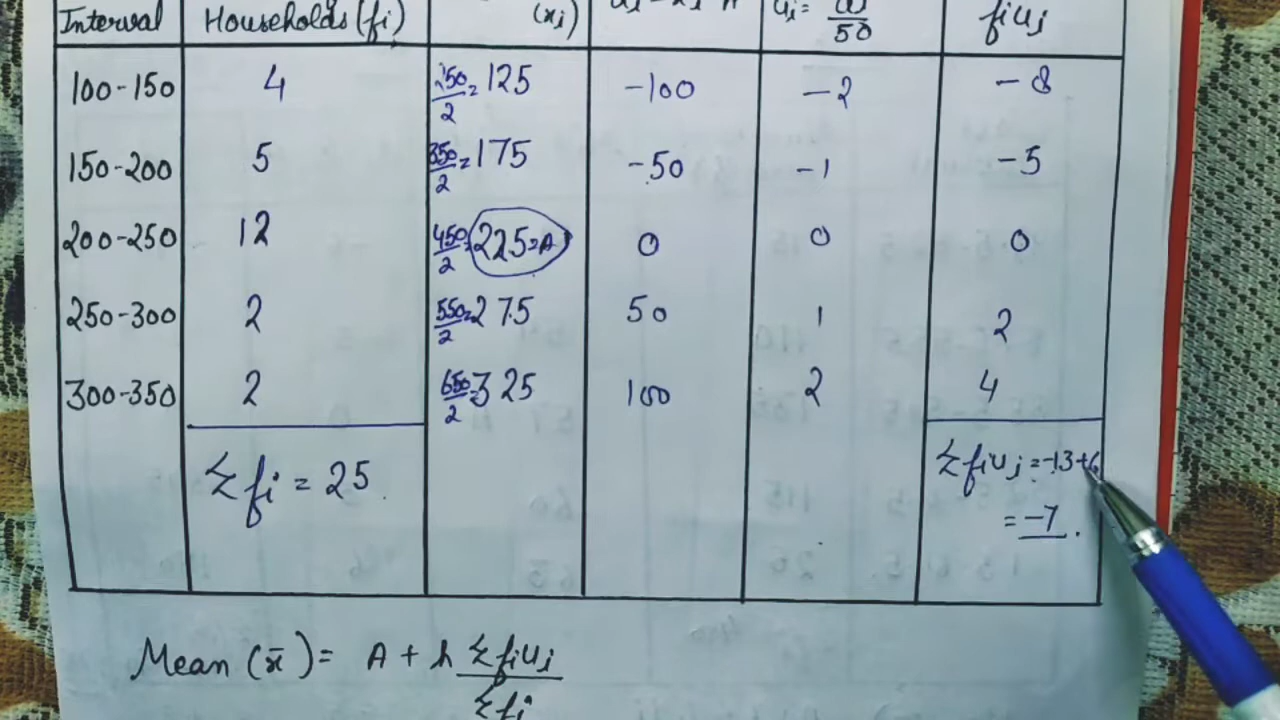 Interval Households (fi) (xi) 50 fiui
100-150 4 250/2 = 125 -100 -2 -8
150-200 5 350/2 = 175 -50 -1 -5
200-250 12 450/2 = 225=A 0 0 0
250-300 2 550/2 = 275 50 1 2
300-350 2 650/2 = 325 100 2 4
Σfi = 25 Σfiui = -13+6
= -7
Mean (x̄) = A + h Σfiui
Σfi